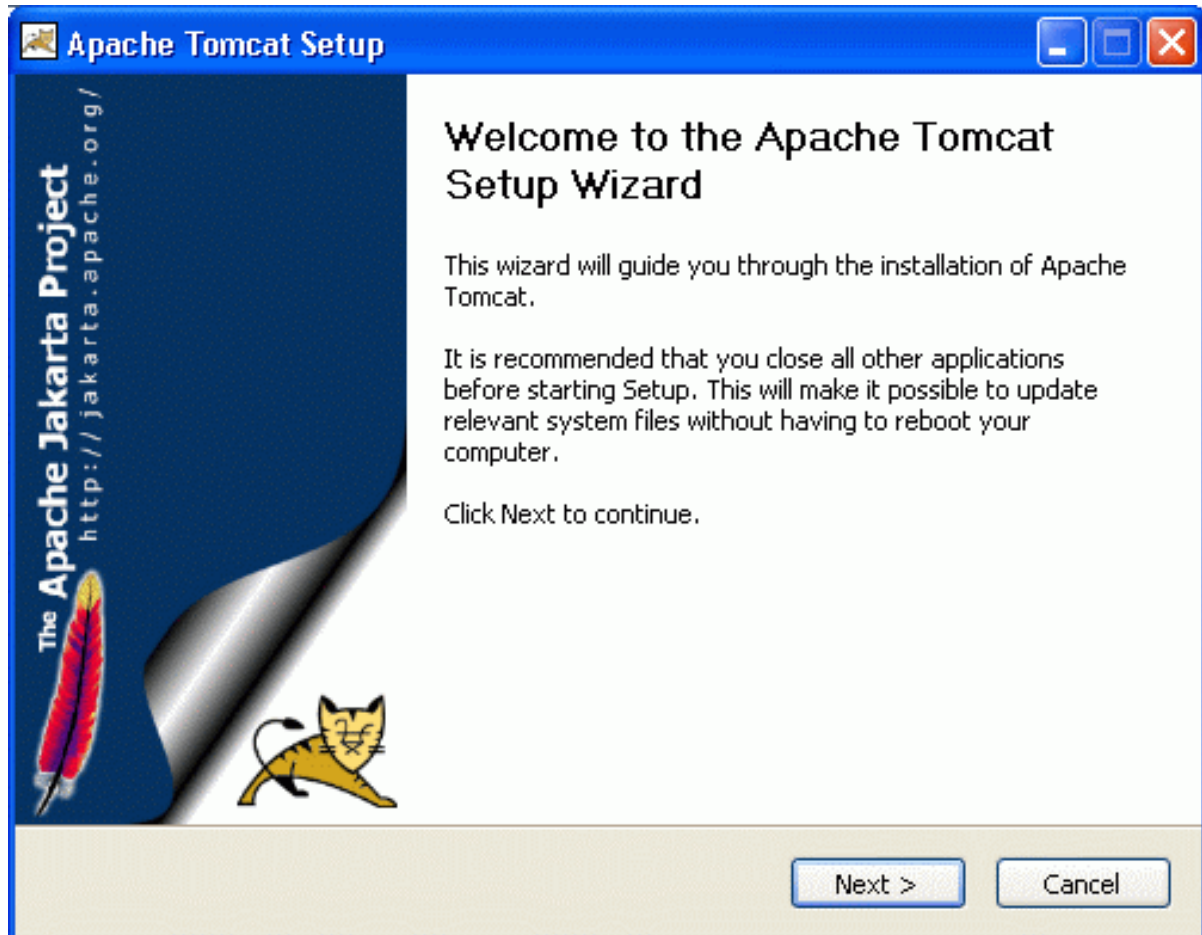 Apache Tomcat Setup
The Apache Jakarta Project
http://jakarta.apache.org/
Welcome to the Apache Tomcat
Setup Wizard
This wizard will guide you through the installation of Apache
Tomcat.
It is recommended that you close all other applications
before starting Setup. This will make it possible to update
relevant system files without having to reboot your
computer.
Click Next to continue.
Next >
Cancel